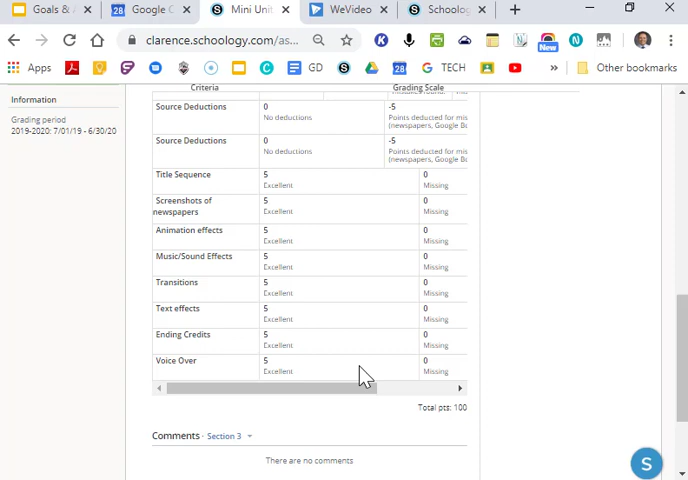 Goals & A
Google C
Mini Unit
WeVideo
Schoolog
clarence.schoology.com/as...
New
Apps
28
GD
28
TECH
Other bookmarks
Information
Grading period
2019-2020: 7/01/19 - 6/30/20
Criteria
Grading Scale
Source Deductions
0
No deductions
-5
Points deducted for mis
(newspapers, Google Bo
Source Deductions
0
No deductions
-5
Points deducted for mis
(newspapers, Google Bo
Title Sequence
5
Excellent
0
Missing
Screenshots of
newspapers
5
Excellent
0
Missing
Animation effects
5
Excellent
0
Missing
Music/Sound Effects
5
Excellent
0
Missing
Transitions
5
Excellent
0
Missing
Text effects
5
Excellent
0
Missing
Ending Credits
5
Excellent
0
Missing
Voice Over
5
Excellent
0
Missing
Total pts: 100
Comments · Section 3
There are no comments
S